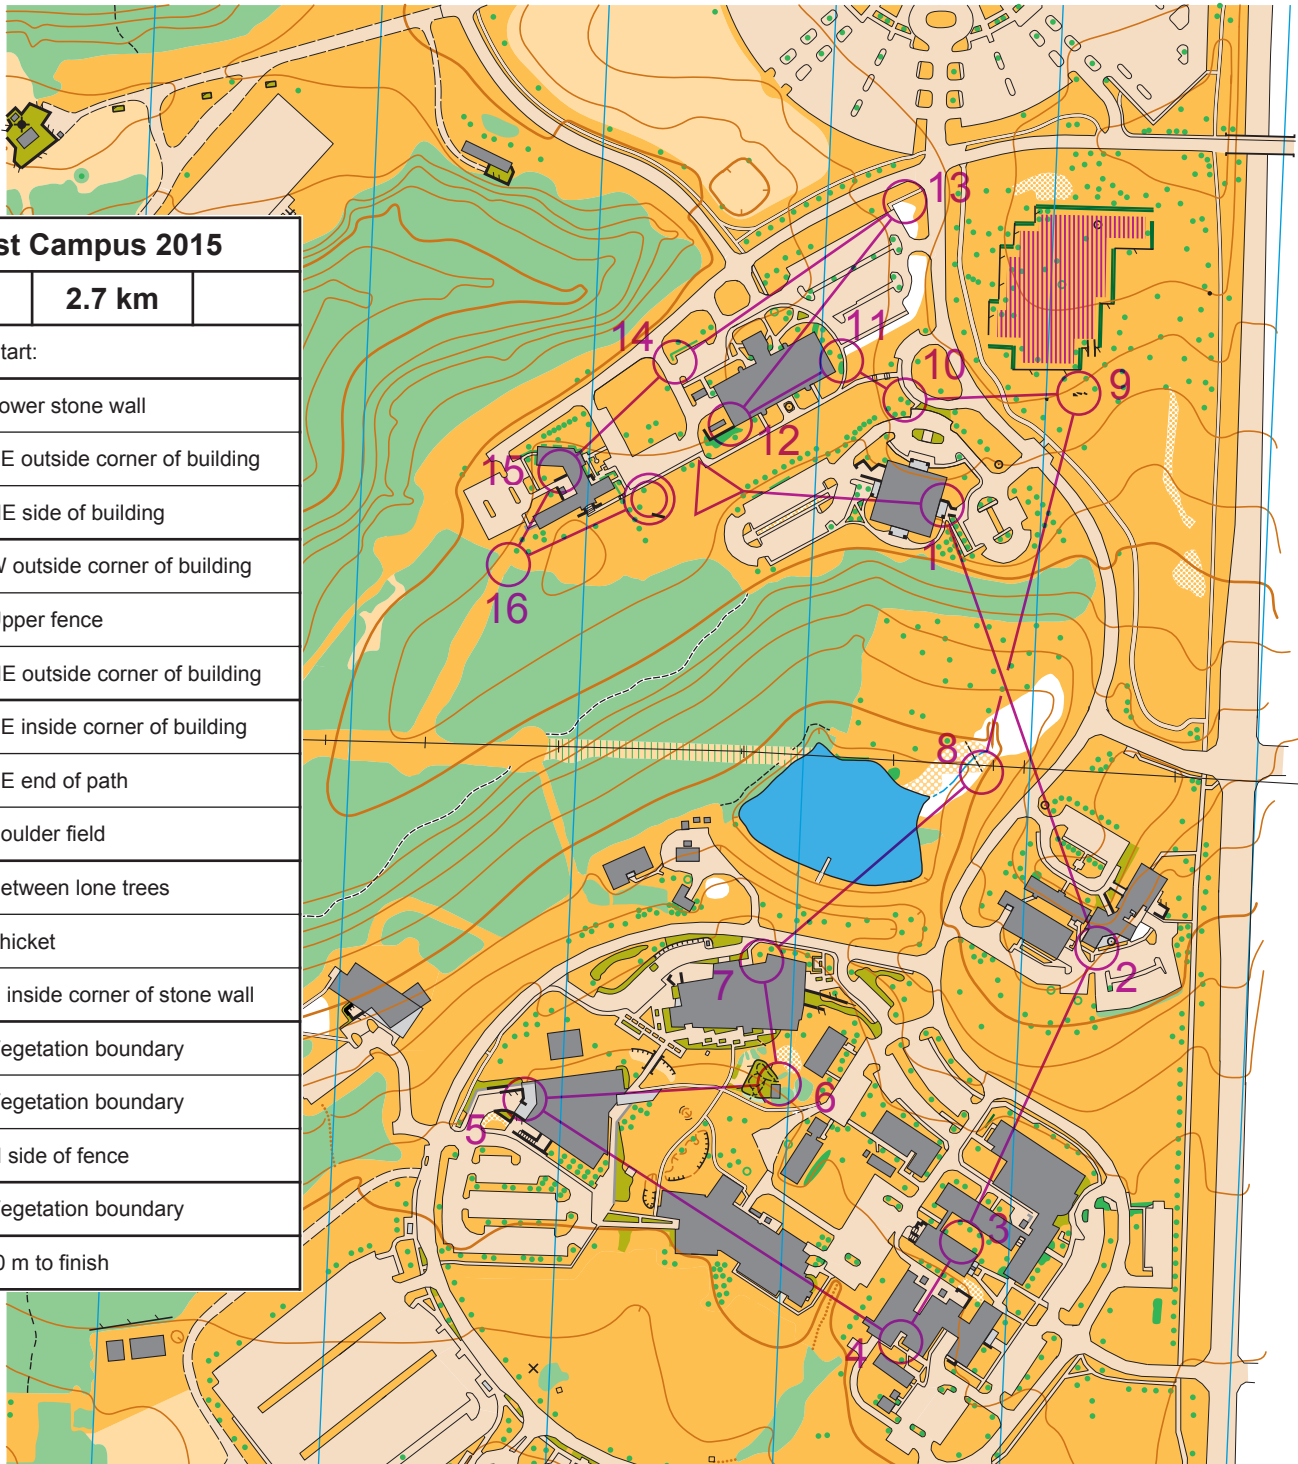 st Campus 2015
2.7 km
tart:
ower stone wall
E outside corner of building
E side of building
V outside corner of building
pper fence
E outside corner of building
E inside corner of building
E end of path
oulder field
etween lone trees
hicket
inside corner of stone wall
egetation boundary
egetation boundary
side of fence
egetation boundary
0 m to finish
13
14
11
10
9
12
15
1
16
8
2
7
6
5
3
4